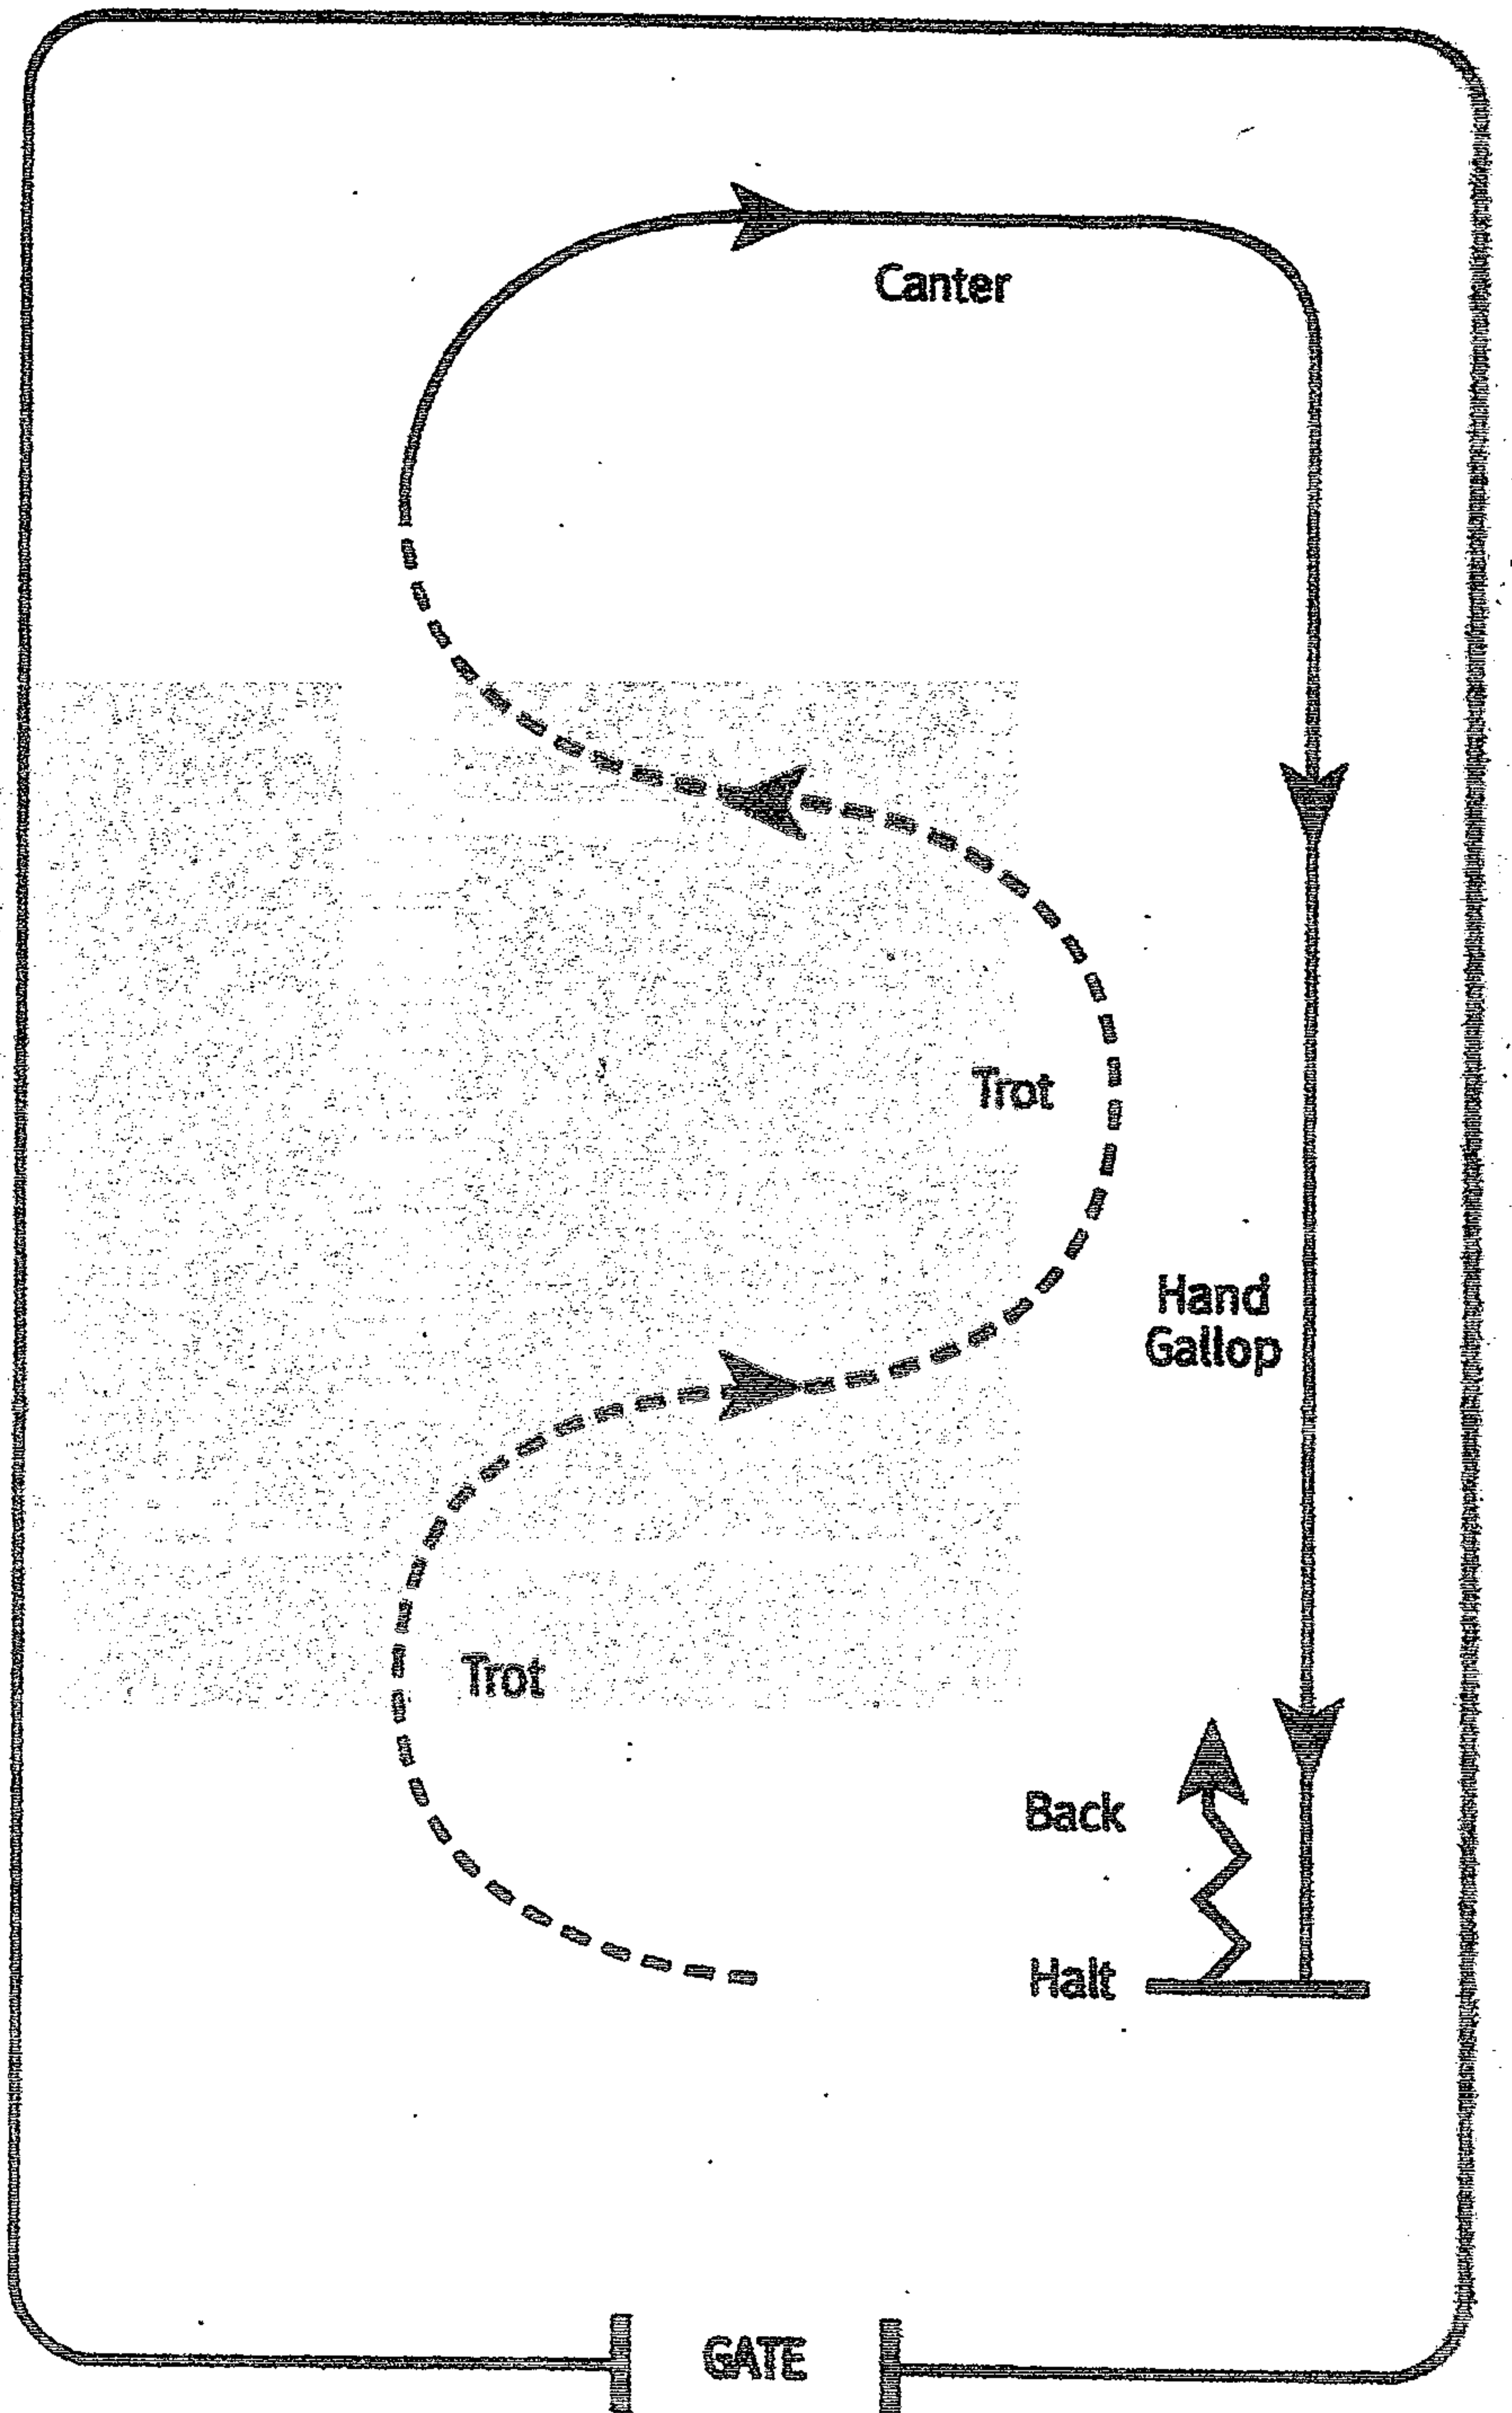 Canter
Trot
Hand
Gallop
Trot
Back
Halt
GATE